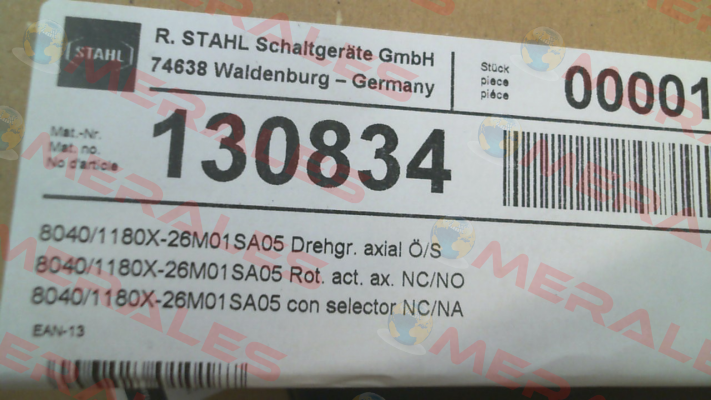 STAHL
R. STAHL Schaltgeräte GmbH
74638 Waldenburg – Germany
Stück
piece
pièce
00001
Mat.-Nr.
Mat. no.
No d'article
130834
8040/1180X-26M01SA05 Drehgr. axial Ö/S
8040/1180X-26M01SA05 Rot. act. ax. NC/NO
8040/1180X-26M01SA05 con selector NC/NA
EAN-13
MERALES
MERALES
MERALES